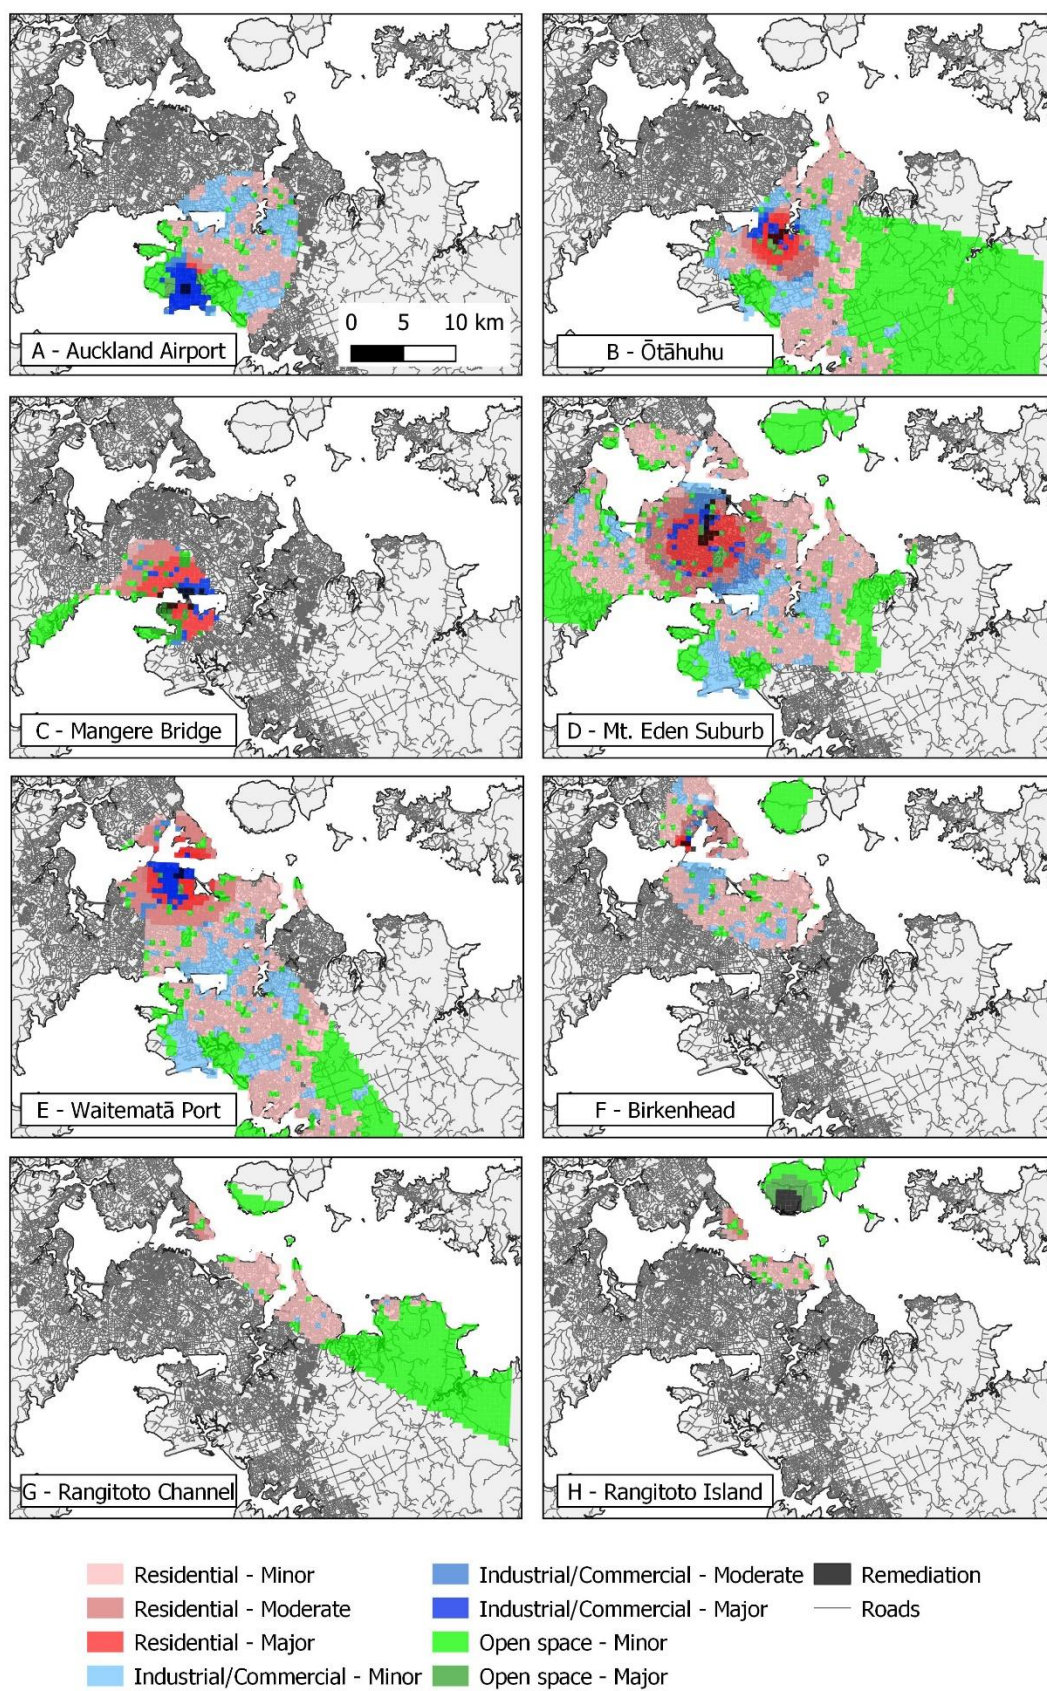 0 5 10 km
A - Auckland Airport
B - Ōtāhuhu
C - Mangere Bridge
D - Mt. Eden Suburb
E - Waitematā Port
F - Birkenhead
G - Rangitoto Channel
H - Rangitoto Island
Residential - Minor
Residential - Moderate
Residential - Major
Industrial/Commercial - Minor
Industrial/Commercial - Moderate
Industrial/Commercial - Major
Open space - Minor
Open space - Major
Remediation
Roads